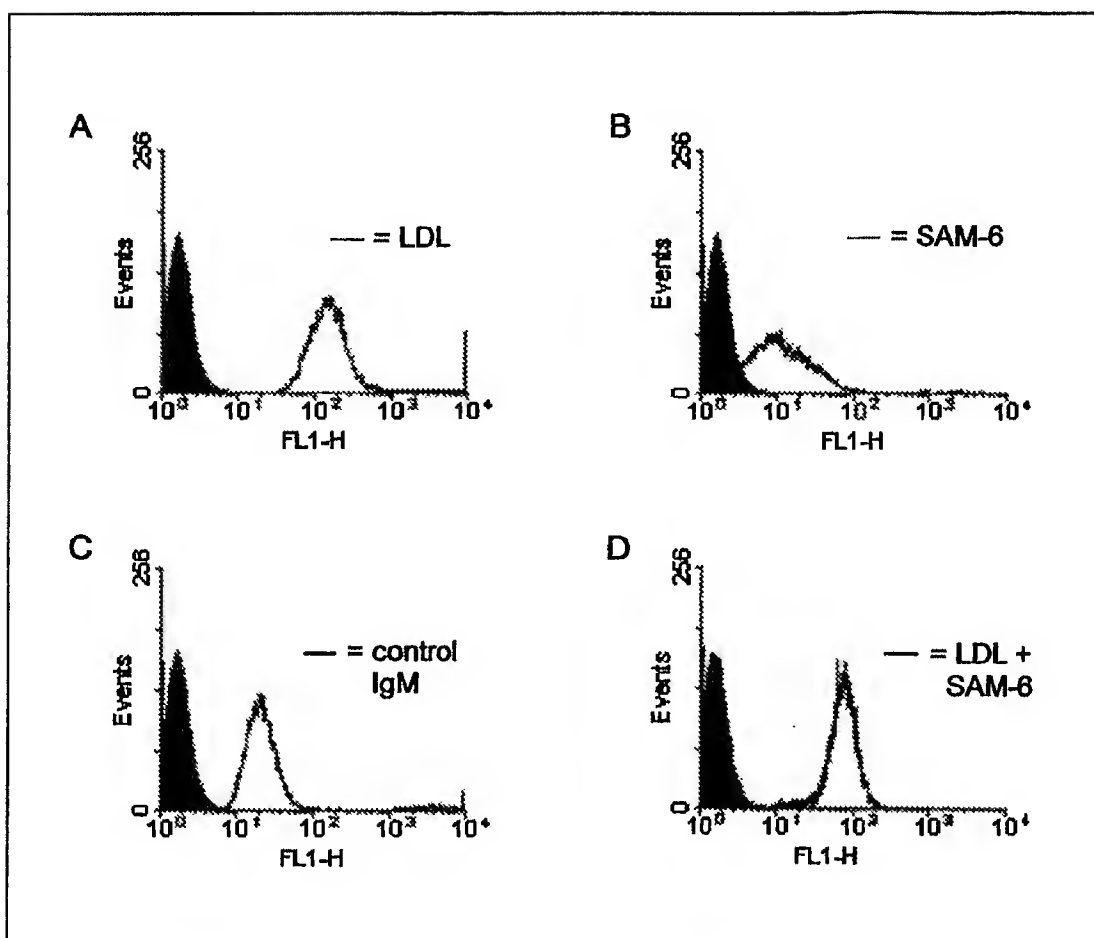 A
256
Events
0
— = LDL
10⁰ 10¹ 10² 10³ 10⁴
FL1-H
B
256
Events
0
— = SAM-6
10⁰ 10¹ 10² 10³ 10⁴
FL1-H
C
256
Events
0
— = control
IgM
10⁰ 10¹ 10² 10³ 10⁴
FL1-H
D
256
Events
0
— = LDL +
SAM-6
10⁰ 10¹ 10² 10³ 10⁴
FL1-H